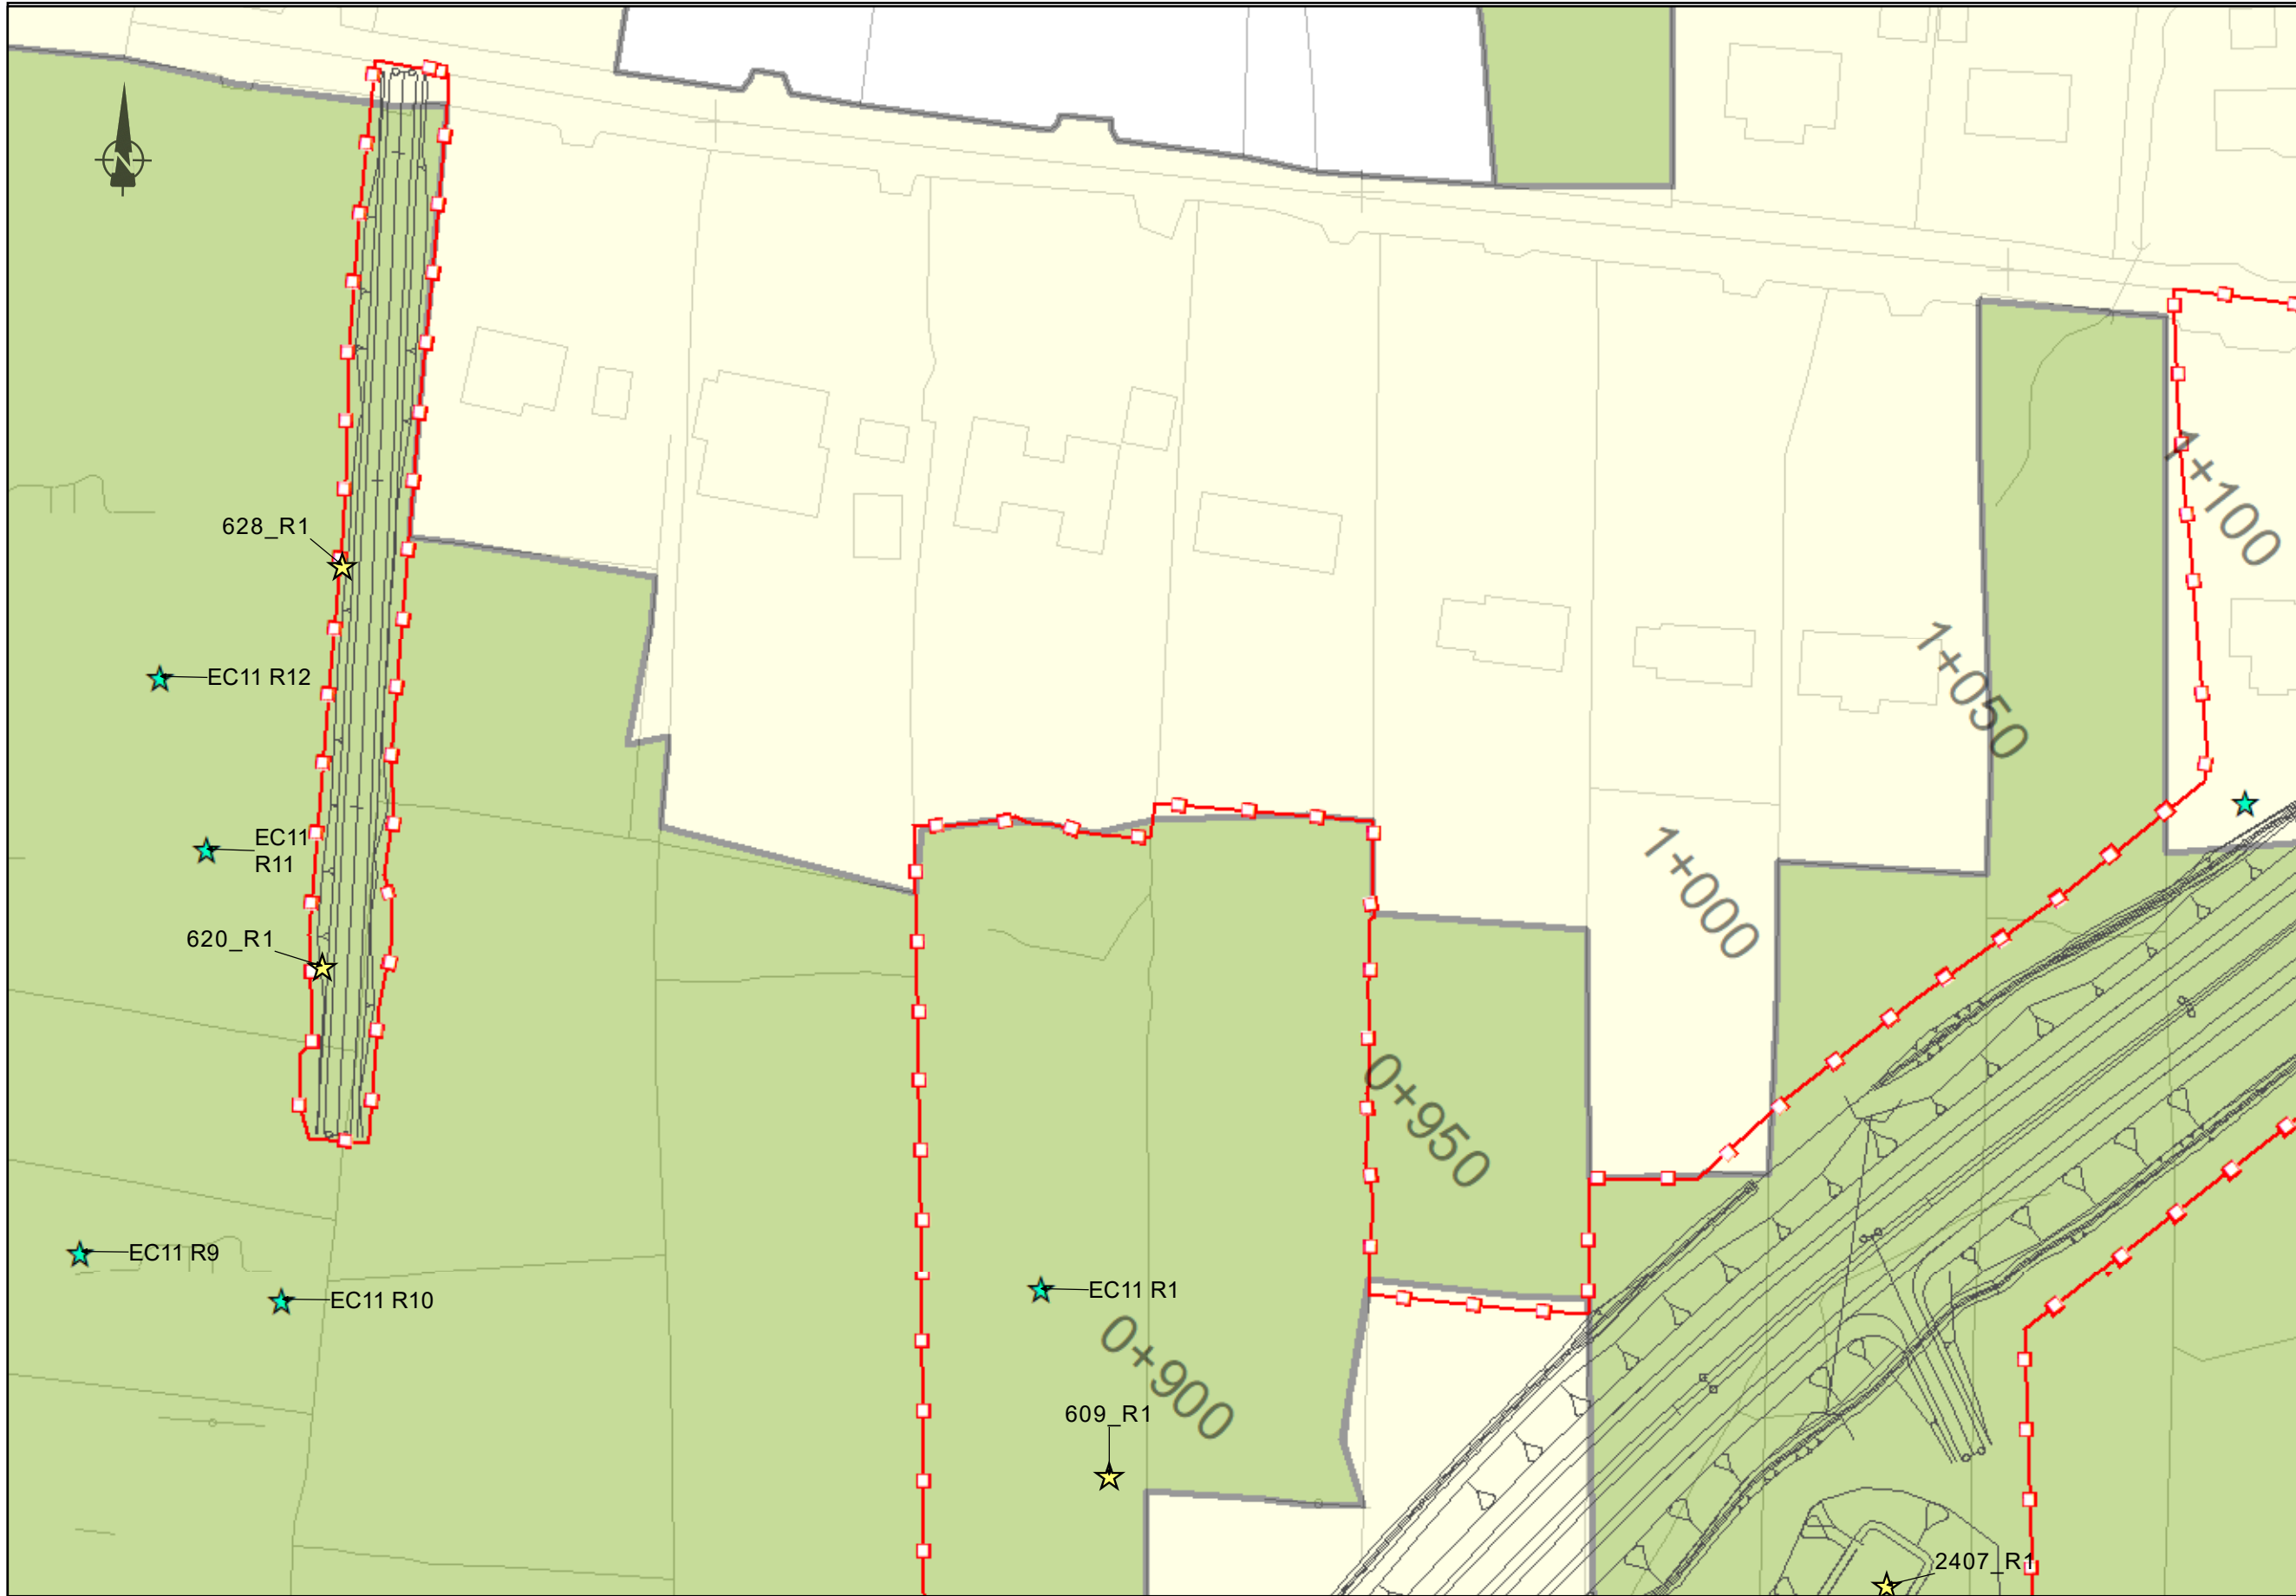 N
1+100
628_R1
1+050
EC11 R12
1+000
EC11
R11
620_R1
0+950
EC11 R9
EC11 R1
EC11 R10
0+900
609_R1
2407_R1